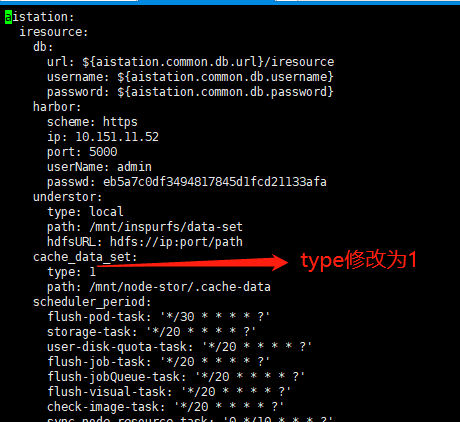 aistation:
  iresource:
    db:
      url: ${aistation.common.db.url}/iresource
      username: ${aistation.common.db.username}
      password: ${aistation.common.db.password}
    harbor:
      scheme: https
      ip: 10.151.11.52
      port: 5000
      userName: admin
      passwd: eb5a7c0df3494817845d1fcd21133afa
    understor:
      type: local
      path: /mnt/inspurfs/data-set
      hdfsURL: hdfs://ip:port/path
    cache_data_set:
type修改为1
      type: 1
      path: /mnt/node-stor/.cache-data
    scheduler_period:
      flush-pod-task: '*/30 * * * * ?'
      storage-task: '*/20 * * * * ?'
      user-disk-quota-task: '*/20 * * * * ?'
      flush-job-task: '*/20 * * * * ?'
      flush-jobQueue-task: '*/20 * * * * ?'
      flush-visual-task: '*/20 * * * * ?'
      check-image-task: '*/20 * * * * ?'
      sync-node-resource-task: '0 */10 * * * ?'